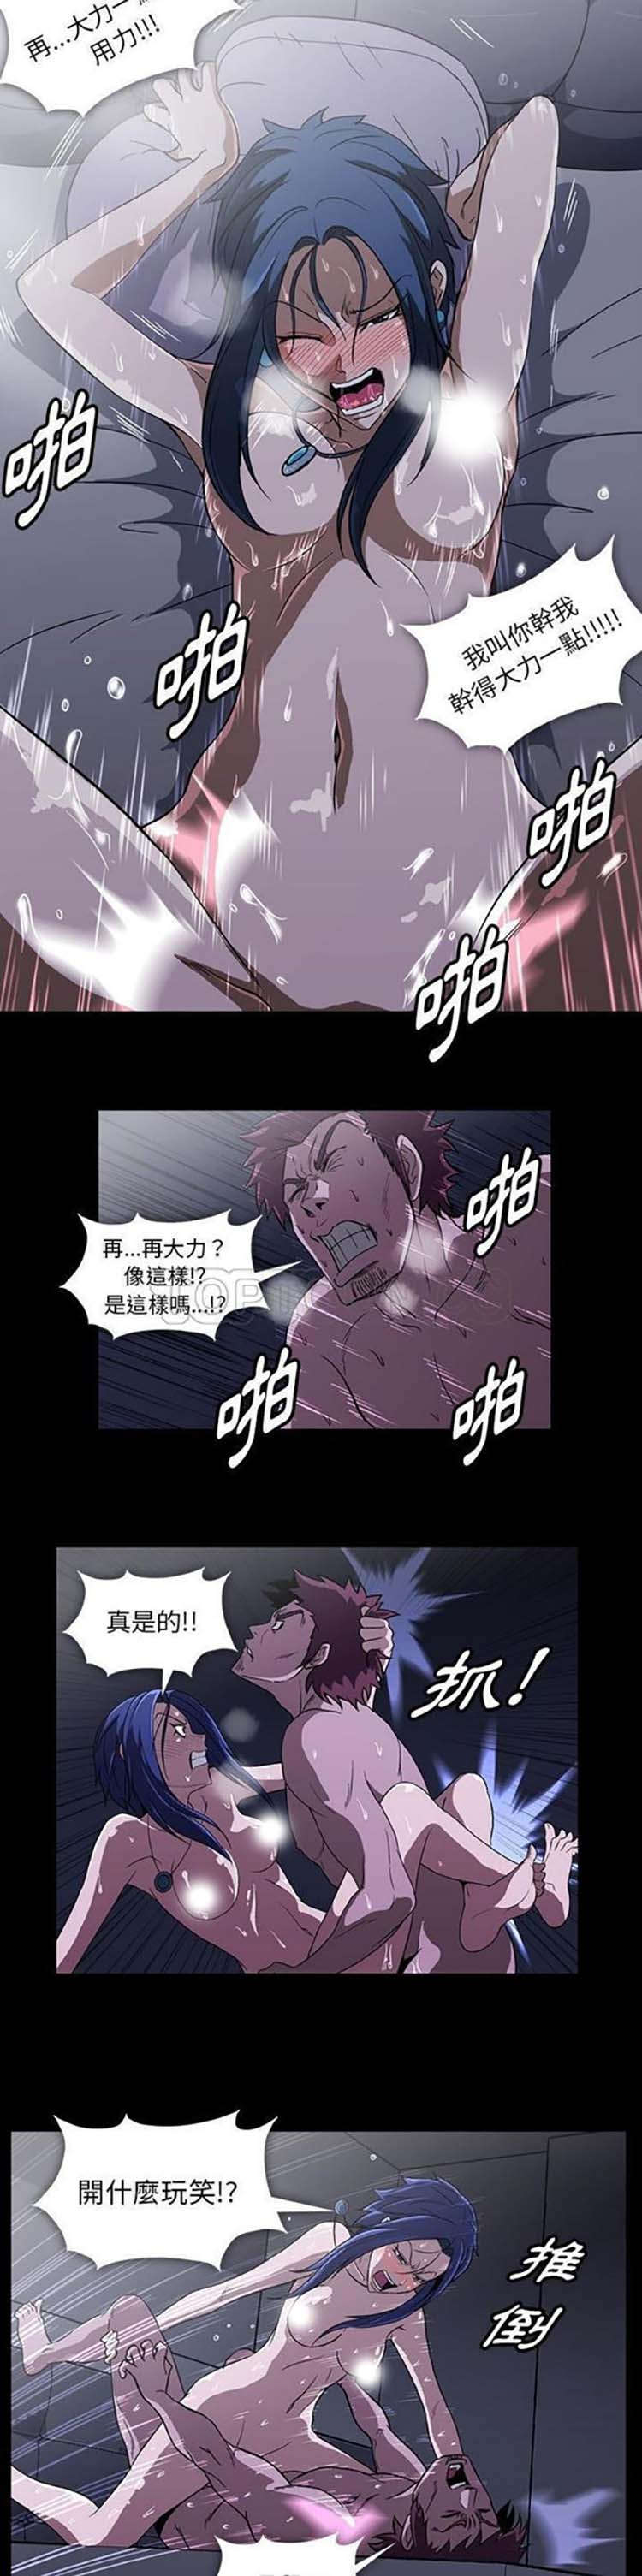 再...大力一
用力!!!
啪
啪
我叫你幹我
幹得大力一點!!!!!
啪
啪
再...再大力？
像這樣!?
是這樣嗎...!?
啪
啪
啪
真是的!!
抓！
開什麼玩笑!?
推
倒